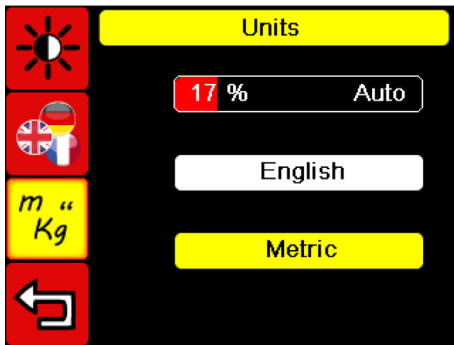 Units
17 % Auto
English
m “
Kg
Metric